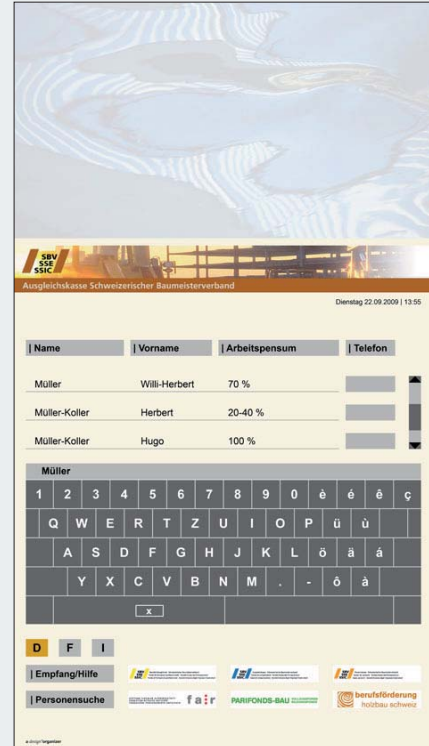 SBV
SSE
SSIC
Ausgleichskasse Schweizerischer Baumeisterverband
Dienstag 22.09.2009 | 13:55
| Name | Vorname | Arbeitspensum | Telefon
Müller Willi-Herbert 70 %
Müller-Koller Herbert 20-40 %
Müller-Koller Hugo 100 %
Müller
1 2 3 4 5 6 7 8 9 0 è é ê ç
Q W E R T Z U I O P ü ù
A S D F G H J K L ö ä á
Y X C V B N M . - ô à
x
D F I
| Empfang/Hilfe
| Personensuche fair PARIFONDS-BAU berufsförderung
holzbau schweiz